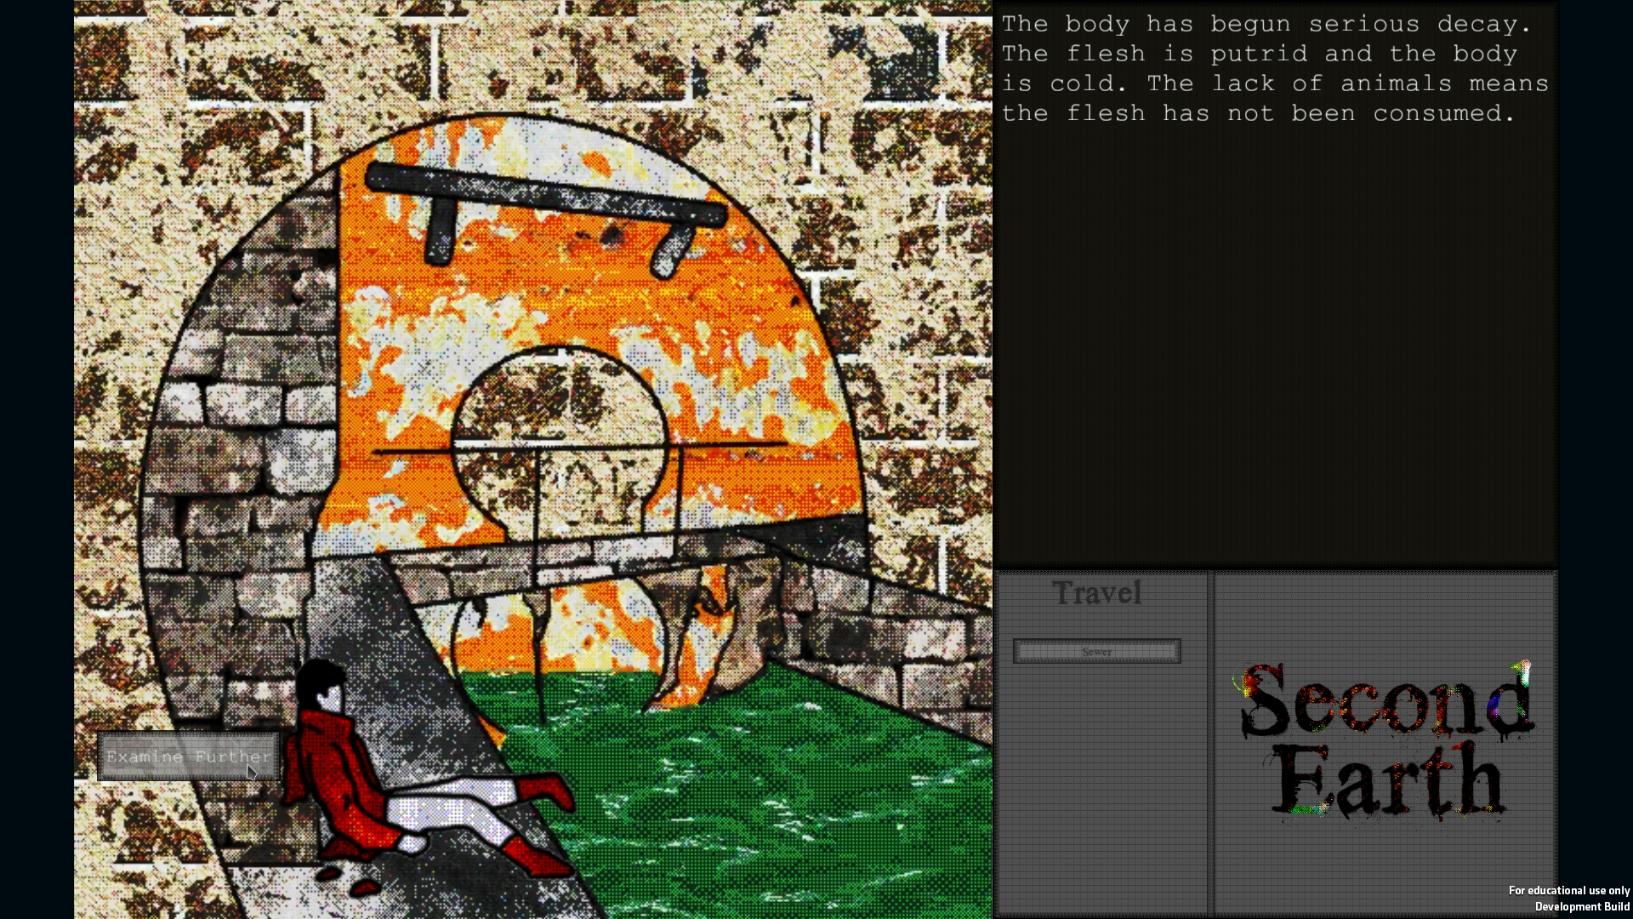 The body has begun serious decay.
The flesh is putrid and the body
is cold. The lack of animals means
the flesh has not been consumed.
Examine Further
Travel
Sewer
Second
Earth
For educational use only
Development Build